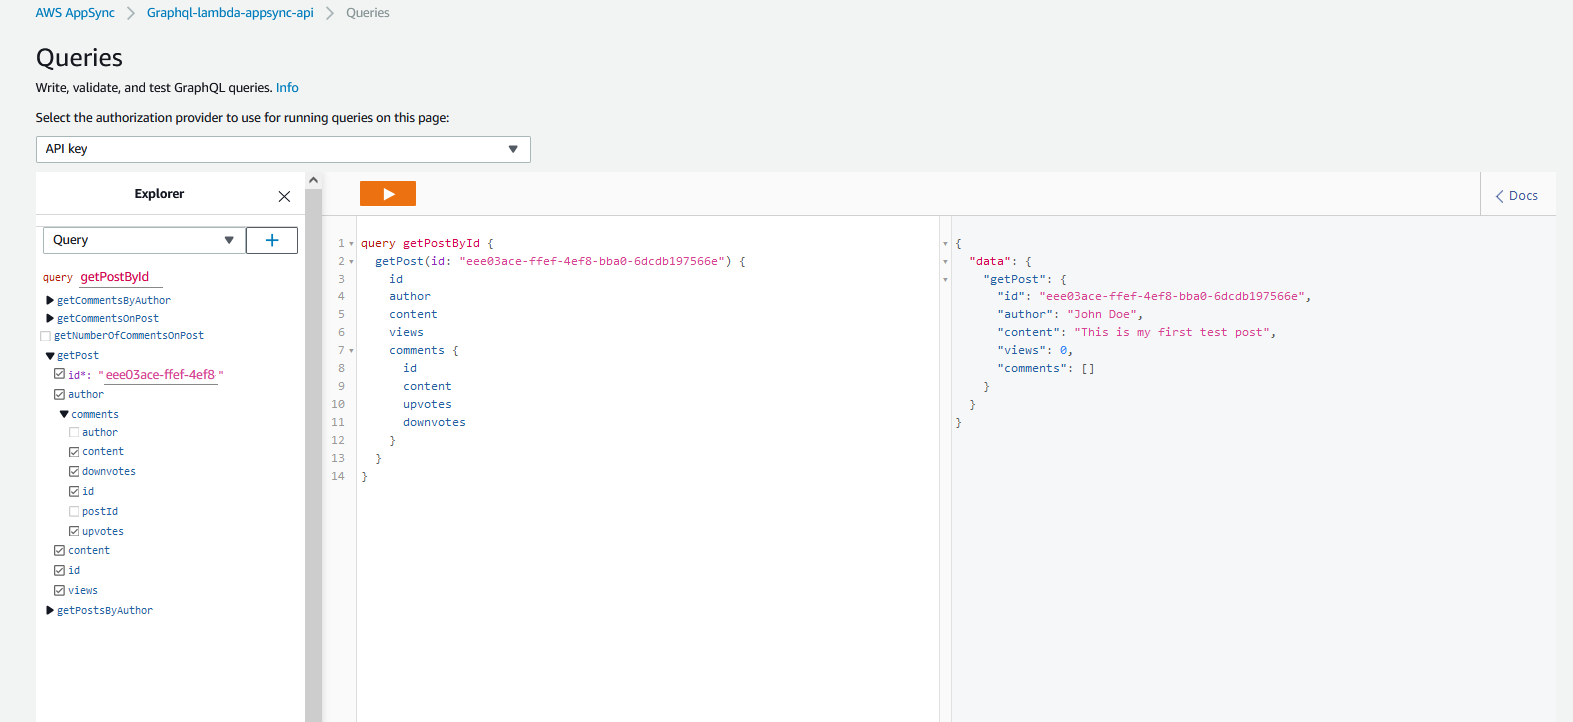 AWS AppSync > Graphql-lambda-appsync-api > Queries
Queries
Write, validate, and test GraphQL queries. Info
Select the authorization provider to use for running queries on this page:
API key
Explorer
Query
+
query getPostById
getCommentsByAuthor
getCommentsOnPost
getNumberOfCommentsOnPost
getPost
id*: "eee03ace-ffef-4ef8"
author
comments
author
content
downvotes
id
postId
upvotes
content
id
views
getPostsByAuthor
1 query getPostById {
2 getPost(id: "eee03ace-ffef-4ef8-bba0-6dcdb197566e") {
3 id
4 author
5 content
6 views
7 comments {
8 id
9 content
10 upvotes
11 downvotes
12 }
13 }
14 }
Docs
{
"data": {
"getPost": {
"id": "eee03ace-ffef-4ef8-bba0-6dcdb197566e",
"author": "John Doe",
"content": "This is my first test post",
"views": 0,
"comments": []
}
}
}